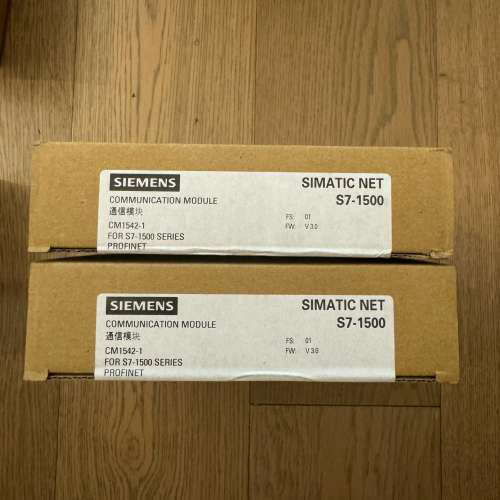 SIEMENS
SIMATIC NET
COMMUNICATION MODULE
S7-1500
通信模块
FS: 01
CM1542-1
FW: V 3.0
FOR S7-1500 SERIES
PROFINET
SIEMENS
SIMATIC NET
COMMUNICATION MODULE
S7-1500
通信模块
FS: 01
CM1542-1
FW: V 3.0
FOR S7-1500 SERIES
PROFINET